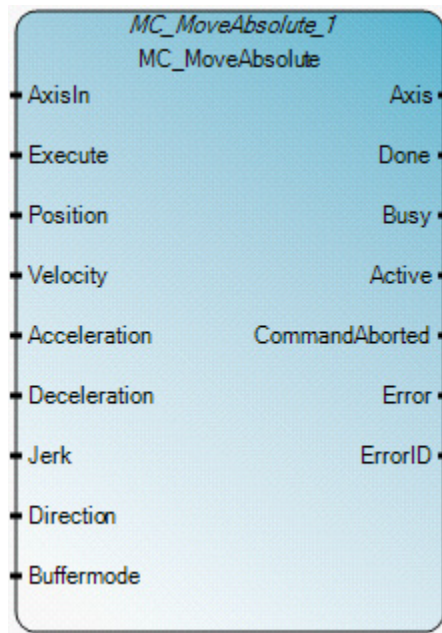 MC_MoveAbsolute_1
MC_MoveAbsolute
AxisIn Axis
Execute Done
Position Busy
Velocity Active
Acceleration CommandAborted
Deceleration Error
Jerk ErrorID
Direction
Buffermode